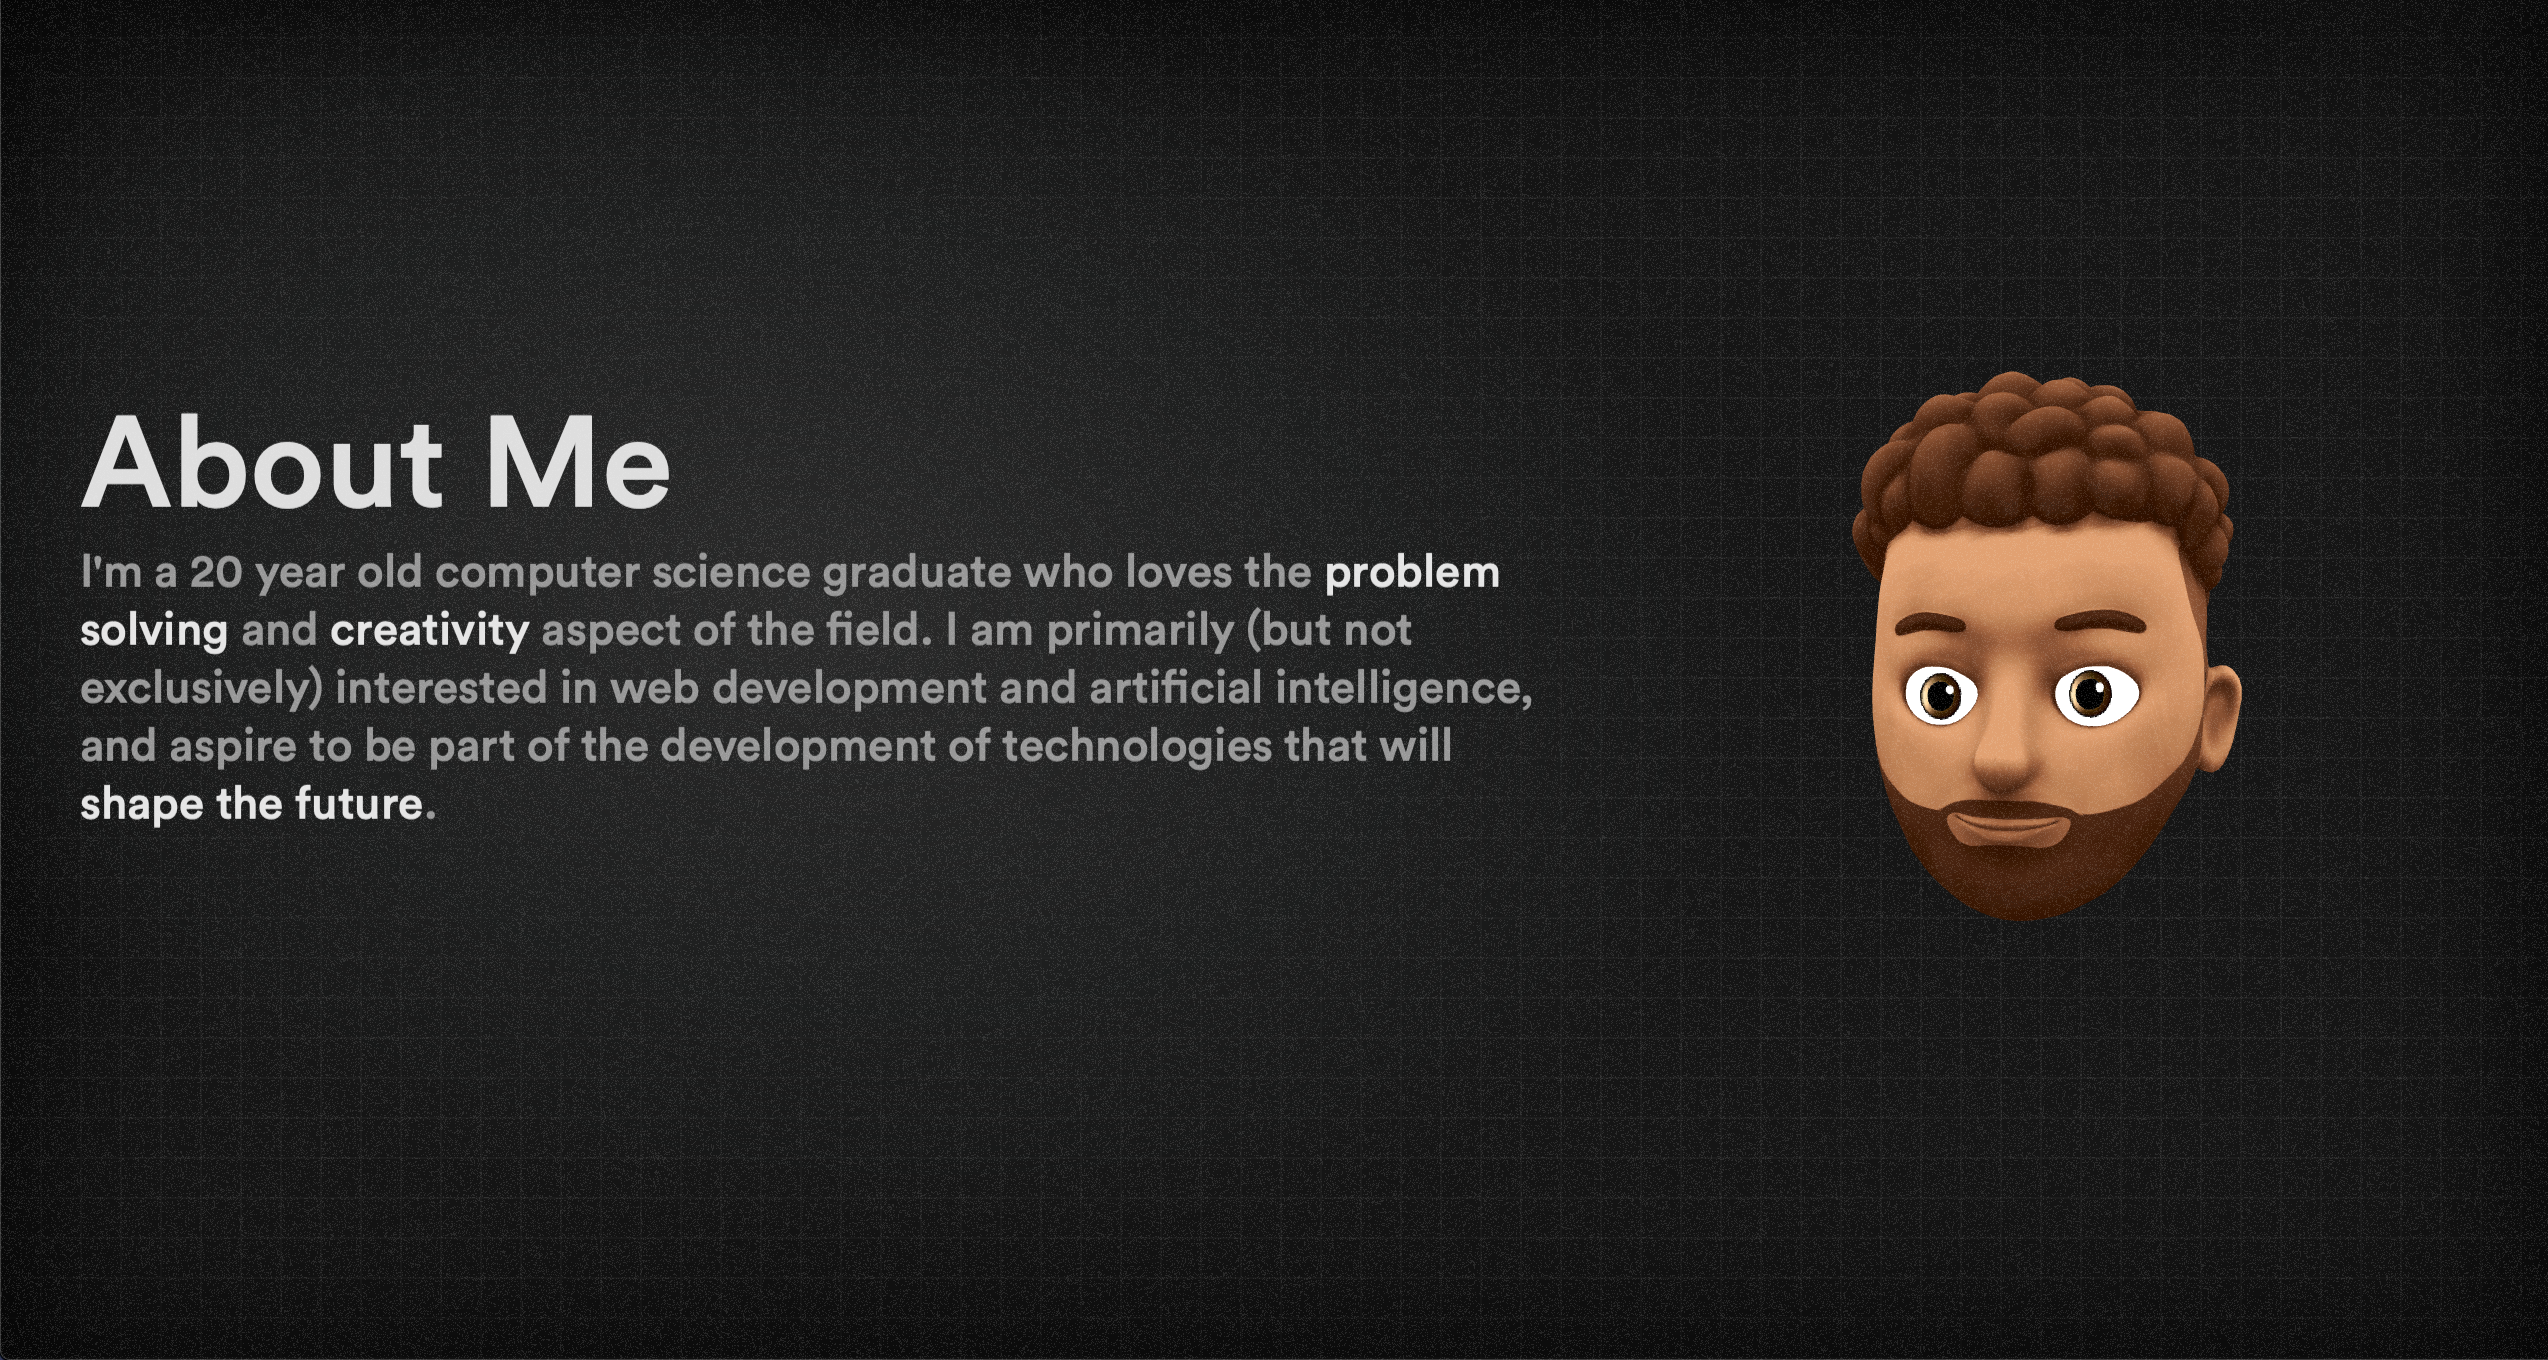 About Me
I'm a 20 year old computer science graduate who loves the problem
solving and creativity aspect of the field. I am primarily (but not
exclusively) interested in web development and artificial intelligence,
and aspire to be part of the development of technologies that will
shape the future.